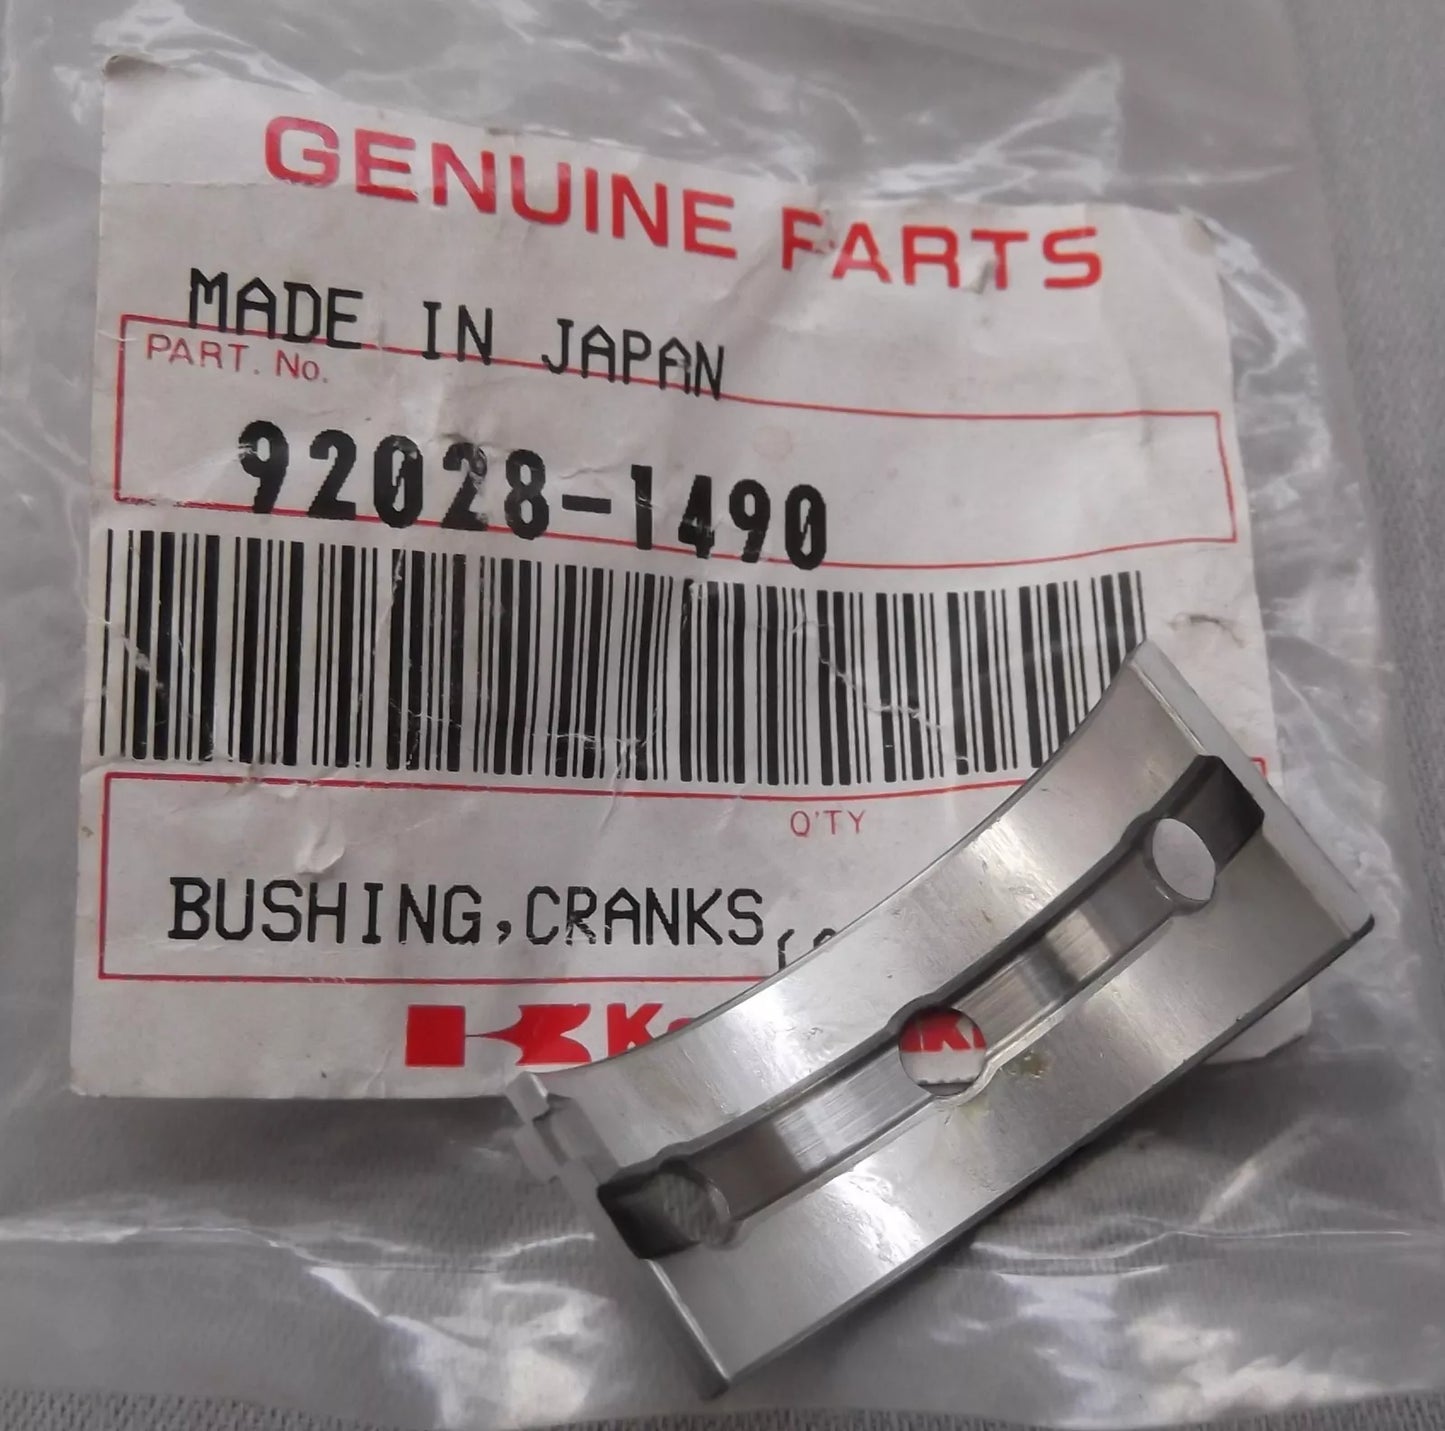 GENUINE PARTS
MADE IN JAPAN
PART. No.
92028-1490
Q'TY
BUSHING,CRANKS,
K